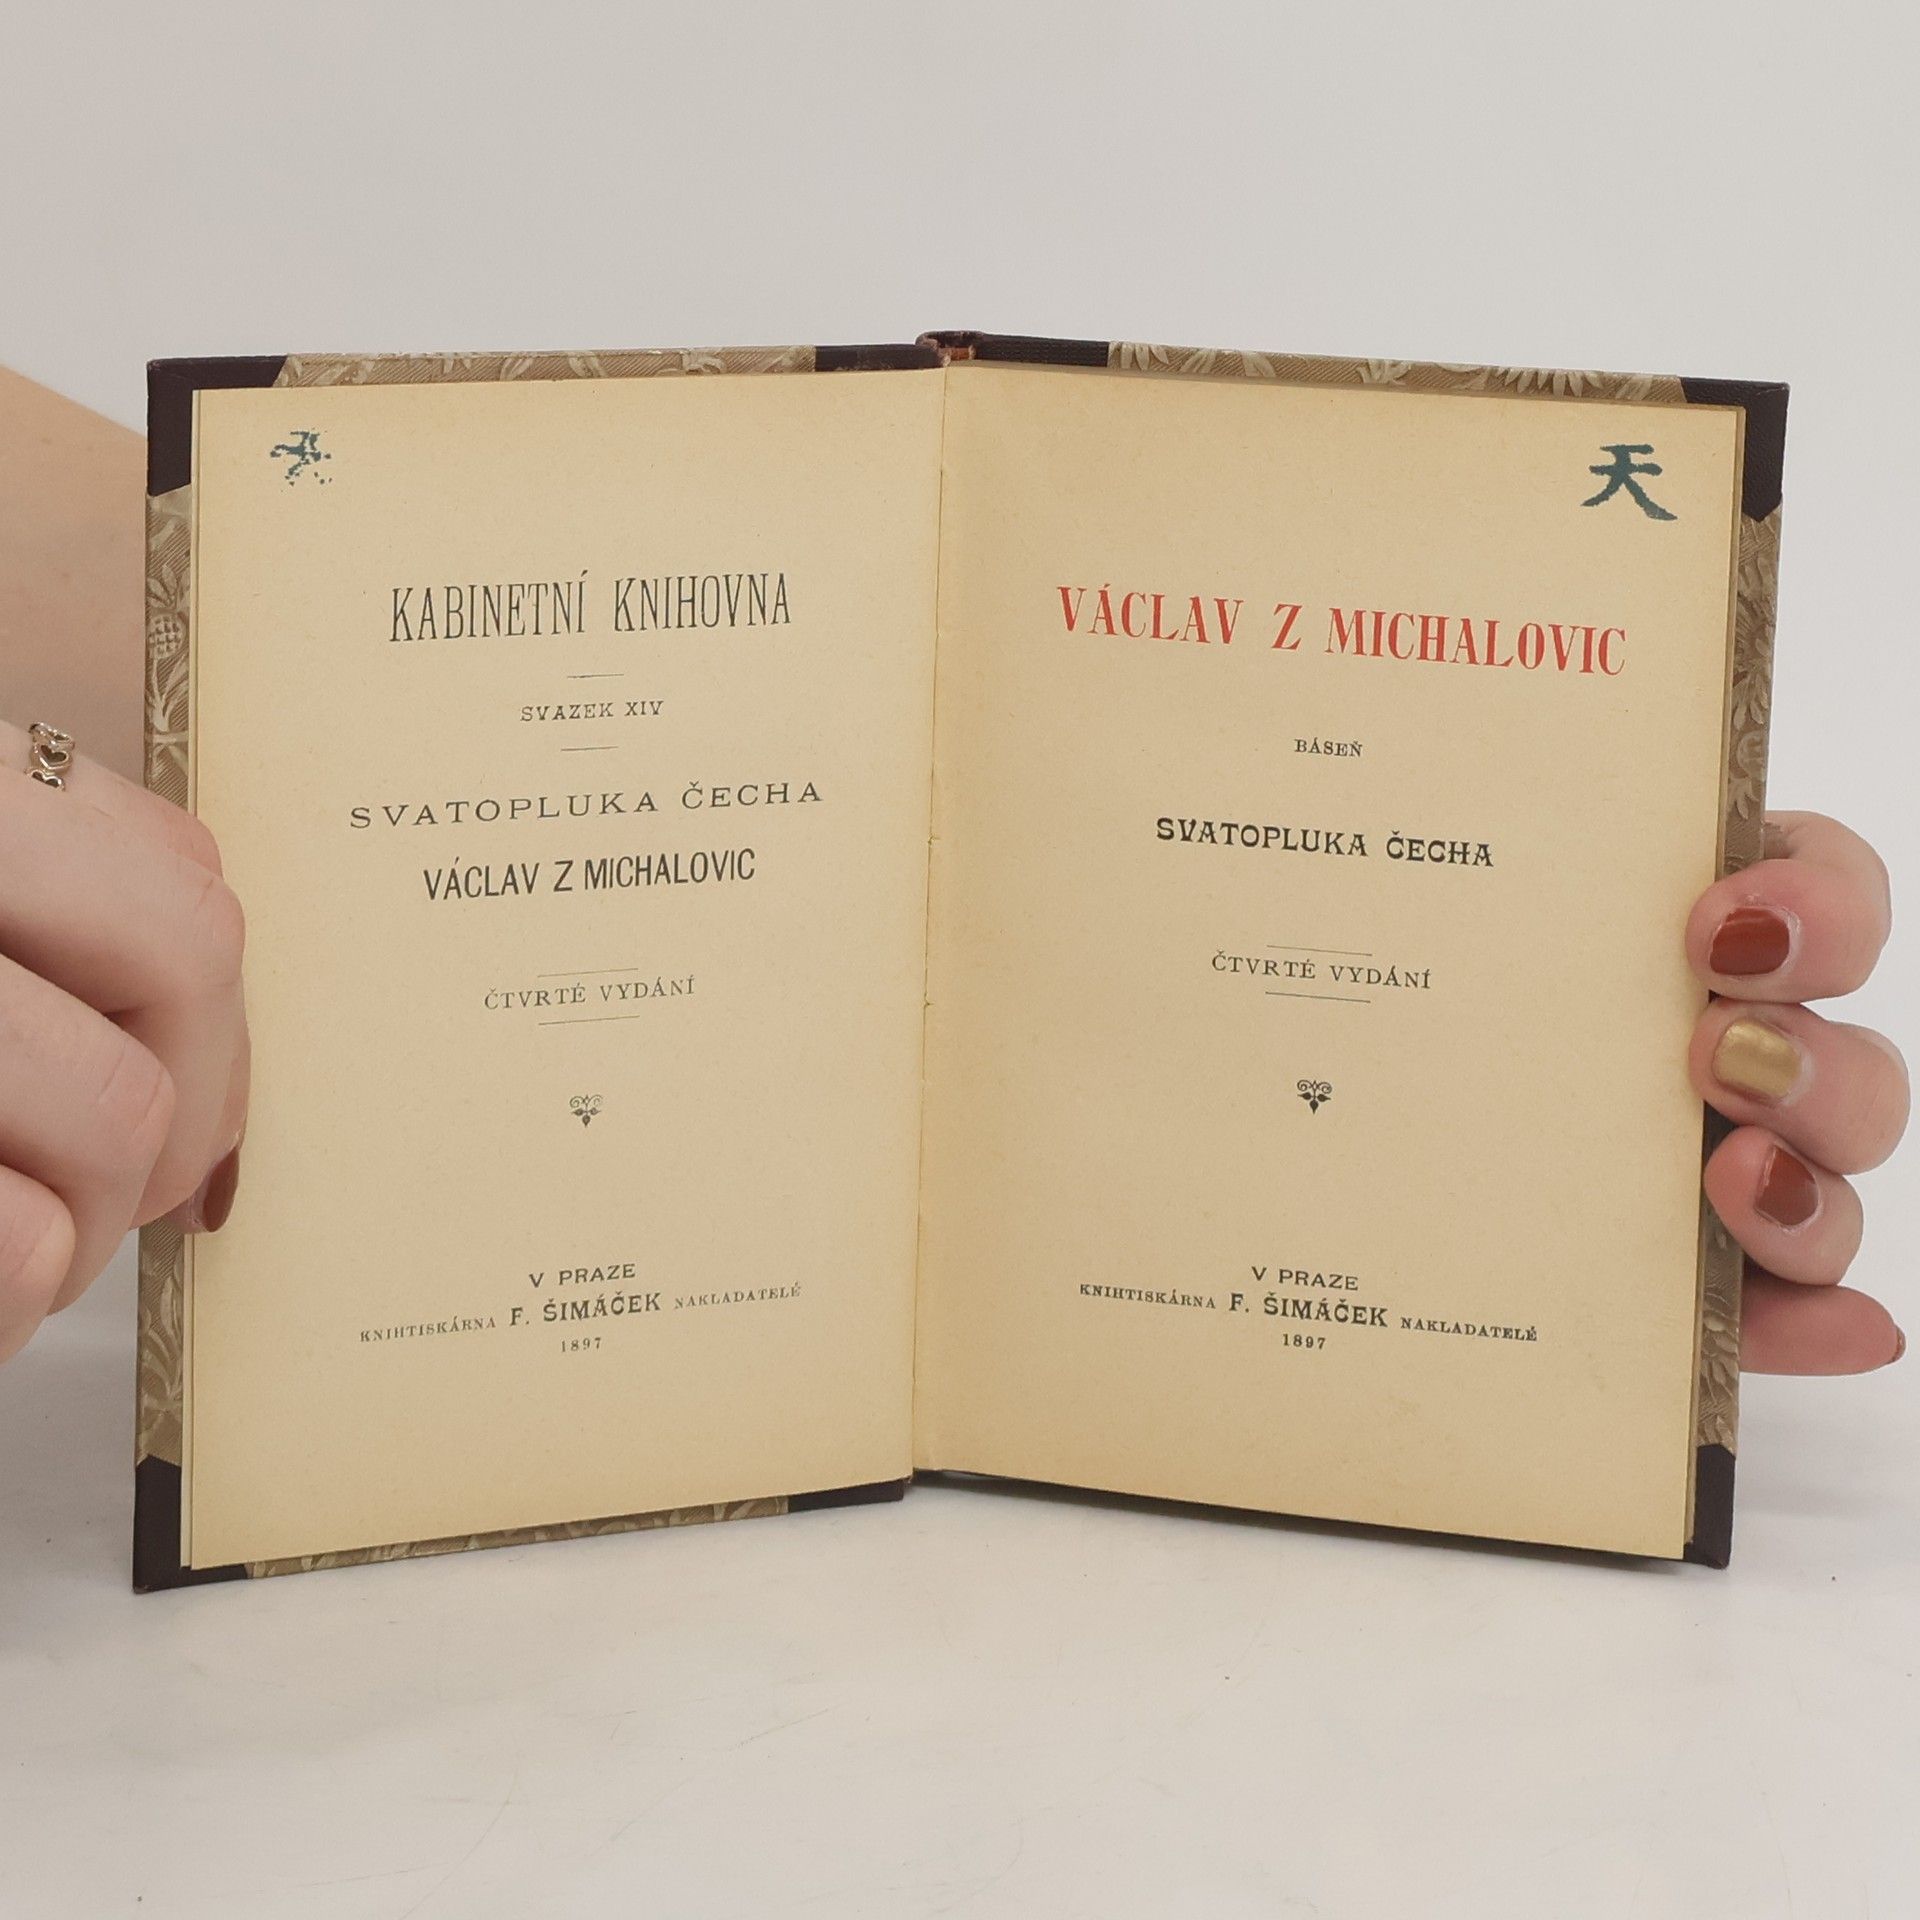 KABINETNÍ KNIHOVNA
SVAZEK XIV
SVATOPLUKA ČECHA
VÁCLAV Z MICHALOVIC
ČTVRTÉ VYDÁNÍ
V PRAZE
KNIHTISKÁRNA F. ŠIMÁČEK NAKLADATELÉ
1897
天
VÁCLAV Z MICHALOVIC
BÁSEŇ
SVATOPLUKA ČECHA
ČTVRTÉ VYDÁNÍ
V PRAZE
KNIHTISKÁRNA F. ŠIMÁČEK NAKLADATELÉ
1897